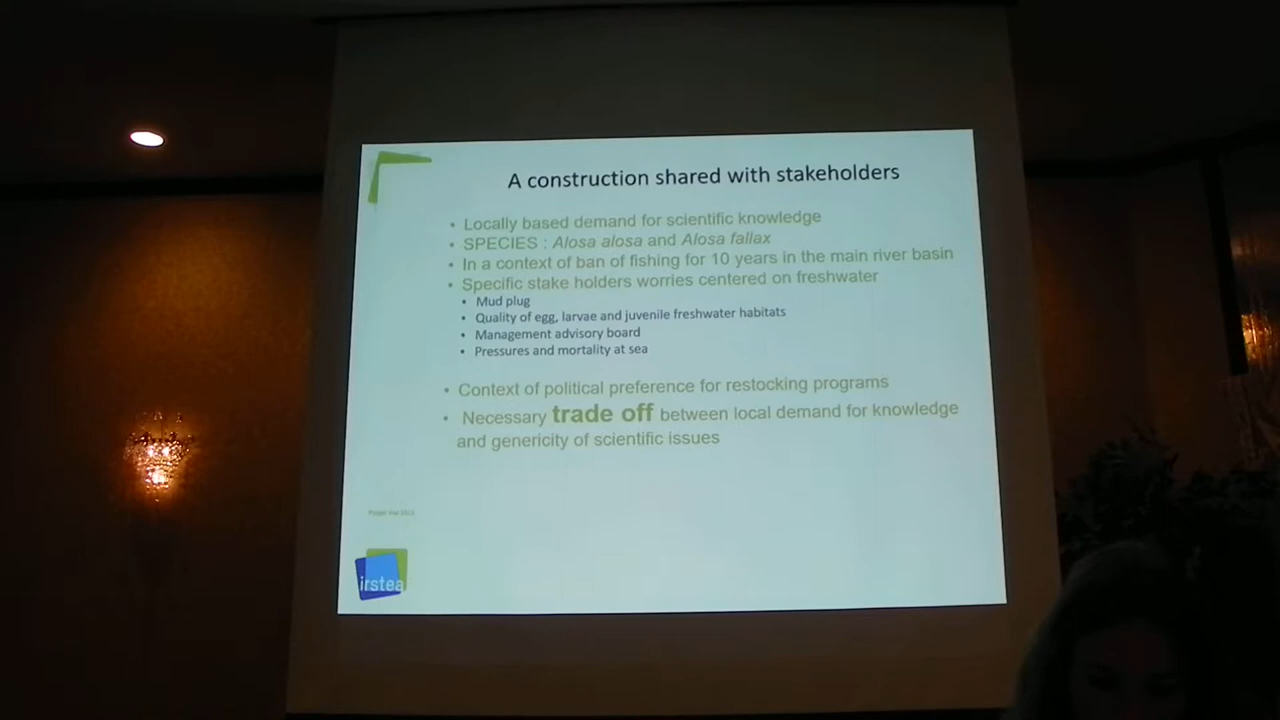 A construction shared with stakeholders
• Locally based demand for scientific knowledge
• SPECIES : Alosa alosa and Alosa fallax
• In a context of ban of fishing for 10 years in the main river basin
• Specific stake holders worries centered on freshwater
• Mud plug
• Quality of egg, larvae and juvenile freshwater habitats
• Management advisory board
• Pressures and mortality at sea
• Context of political preference for restocking programs
• Necessary trade off between local demand for knowledge
and genericity of scientific issues
irstea